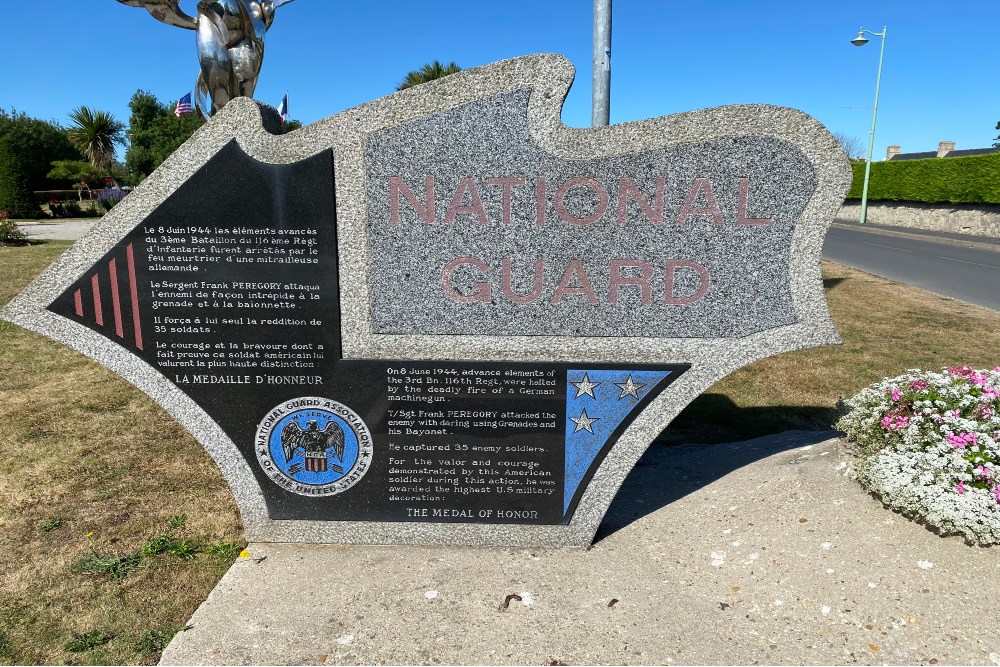 NATIONAL
GUARD
Le 8 Juin 1944 les éléments avancés
du 3ème Bataillon du 116ème Régt
d'Infanterie furent arrêtés par le
feu meurtrier d'une mitrailleuse
allemande.
Le Sergent Frank PEREGORY attaqua
l'ennemi de façon intrépide à la
grenade et à la baionnette.
Il força à lui seul la reddition de
35 soldats.
Le courage et la bravoure dont a
fait preuve ce soldat américain lui
valurent la plus haute distinction :
LA MEDAILLE D'HONNEUR
On 8 June 1944, advance elements of
the 3rd Bn. 116th Regt, were halted
by the deadly fire of a German
machinegun.
T/Sgt Frank PEREGORY attacked the
enemy with daring using Grenades and
his Bayonet.
He captured 35 enemy soldiers.
For the valor and courage
demonstrated by this American
soldier during this action, he was
awarded the highest U.S military
decoration :
THE MEDAL OF HONOR
NATIONAL GUARD ASSOCIATION
OF THE UNITED STATES
WE SERVE